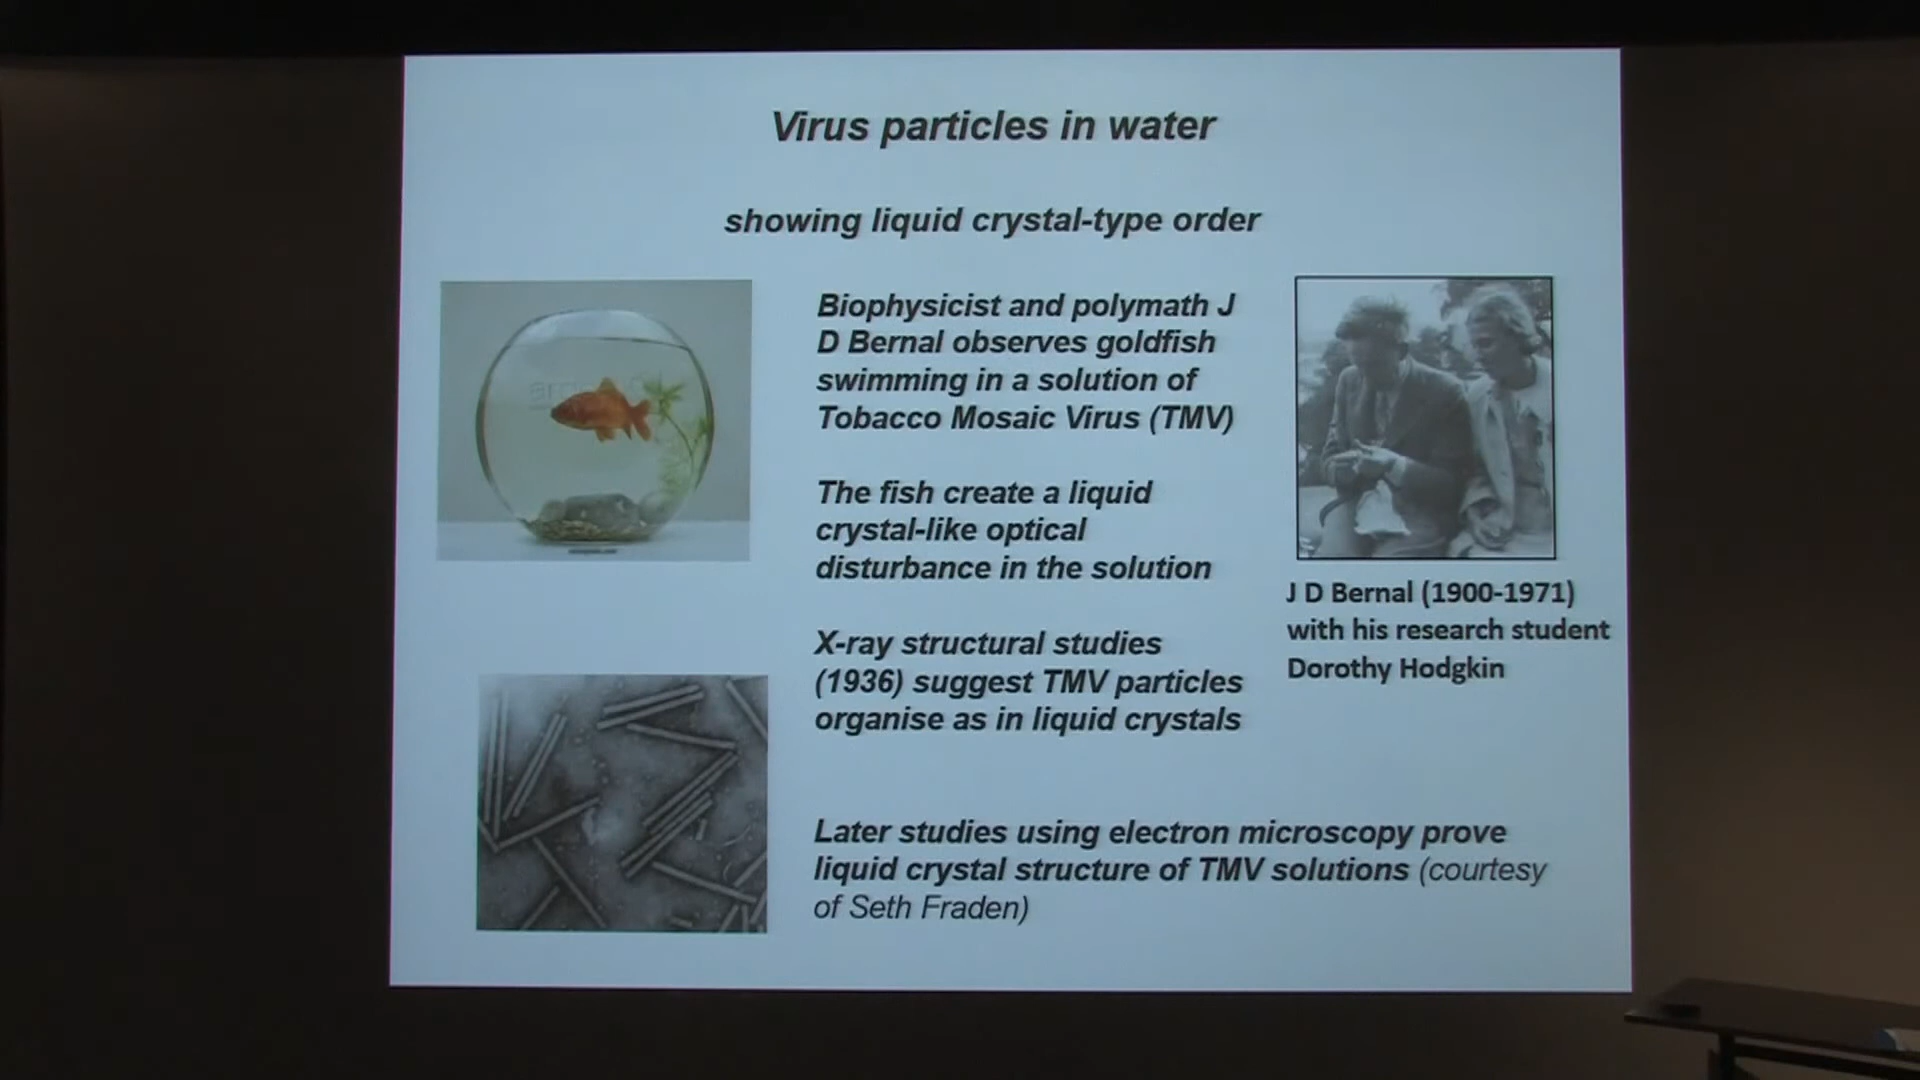 Virus particles in water
showing liquid crystal-type order
Biophysicist and polymath J
D Bernal observes goldfish
swimming in a solution of
Tobacco Mosaic Virus (TMV)
The fish create a liquid
crystal-like optical
disturbance in the solution
X-ray structural studies
(1936) suggest TMV particles
organise as in liquid crystals
J D Bernal (1900-1971)
with his research student
Dorothy Hodgkin
Later studies using electron microscopy prove
liquid crystal structure of TMV solutions (courtesy
of Seth Fraden)